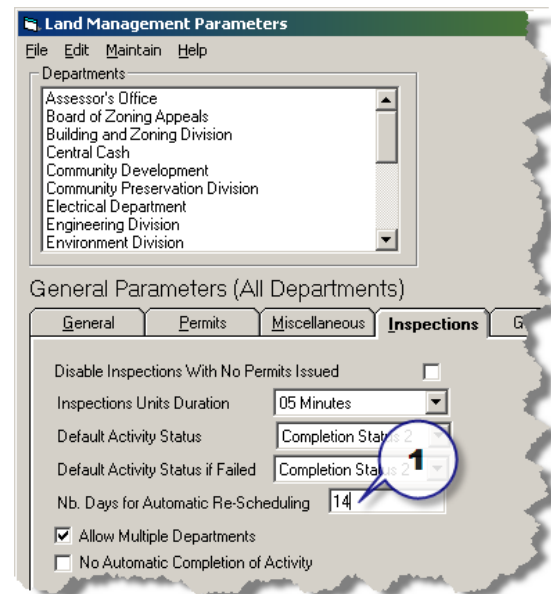 Land Management Parameters
File Edit Maintain Help
Departments
Assessor's Office
Board of Zoning Appeals
Building and Zoning Division
Central Cash
Community Development
Community Preservation Division
Electrical Department
Engineering Division
Environment Division
General Parameters (All Departments)
General Permits Miscellaneous Inspections
Disable Inspections With No Permits Issued
Inspections Units Duration 05 Minutes
Default Activity Status Completion Status 2
Default Activity Status if Failed Completion Status 2
1
Nb. Days for Automatic Re-Scheduling 14
Allow Multiple Departments
No Automatic Completion of Activity